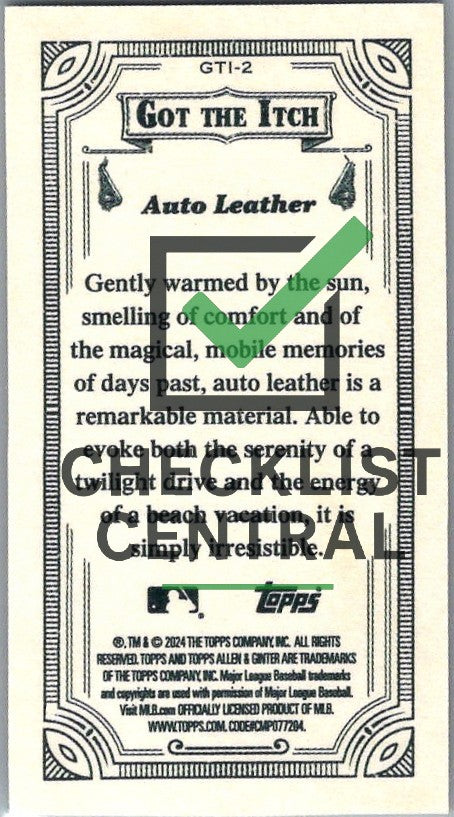 GTI-2
GOT THE ITCH
Auto Leather
Gently warmed by the sun,
smelling of comfort and of
the magical, mobile memories
of days past, auto leather is a
remarkable material. Able to
evoke both the serenity of a
twilight drive and the energy
of a beach vacation, it is
simply irresistible.
CHECKLIST
CENTRAL
Topps
®, TM & © 2024 THE TOPPS COMPANY, INC. ALL RIGHTS
RESERVED. TOPPS AND TOPPS ALLEN & GINTER ARE TRADEMARKS
OF THE TOPPS COMPANY, INC. Major League Baseball trademarks
and copyrights are used with permission of Major League Baseball.
Visit MLB.com OFFICIALLY LICENSED PRODUCT OF MLB.
WWW.TOPPS.COM. CODE#CMP077204.